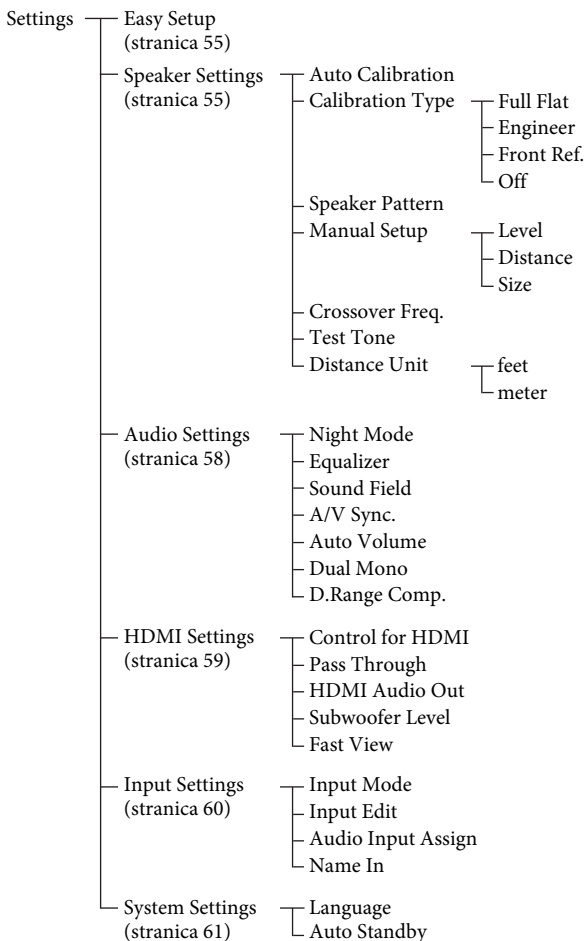 Settings
Easy Setup
(stranica 55)
Speaker Settings
(stranica 55)
Auto Calibration
Calibration Type
Full Flat
Engineer
Front Ref.
Off
Speaker Pattern
Manual Setup
Level
Distance
Size
Crossover Freq.
Test Tone
Distance Unit
feet
meter
Audio Settings
(stranica 58)
Night Mode
Equalizer
Sound Field
A/V Sync.
Auto Volume
Dual Mono
D.Range Comp.
HDMI Settings
(stranica 59)
Control for HDMI
Pass Through
HDMI Audio Out
Subwoofer Level
Fast View
Input Settings
(stranica 60)
Input Mode
Input Edit
Audio Input Assign
Name In
System Settings
(stranica 61)
Language
Auto Standby